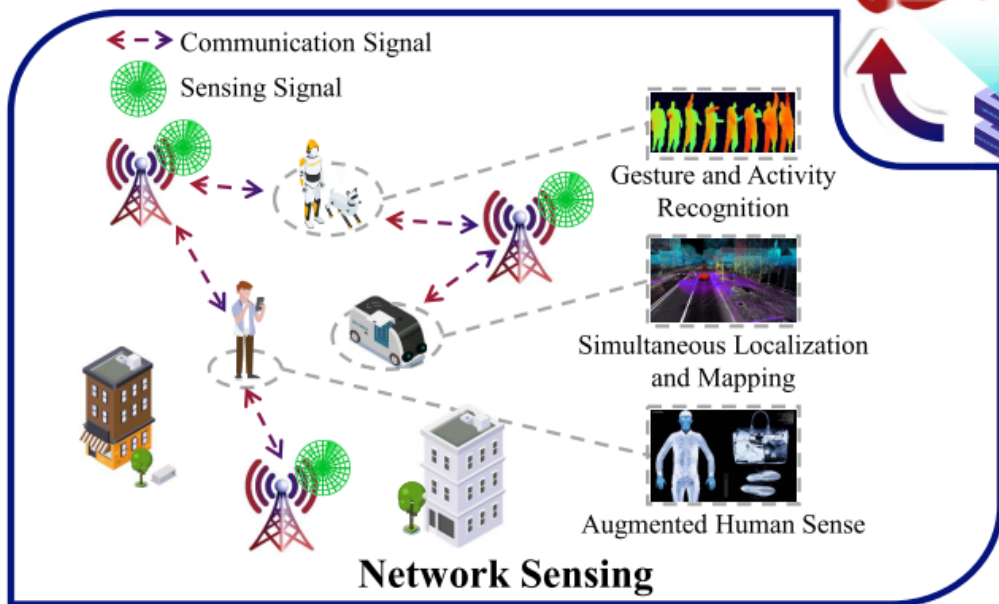 Communication Signal
Sensing Signal
Gesture and Activity
Recognition
Simultaneous Localization
and Mapping
Augmented Human Sense
Network Sensing